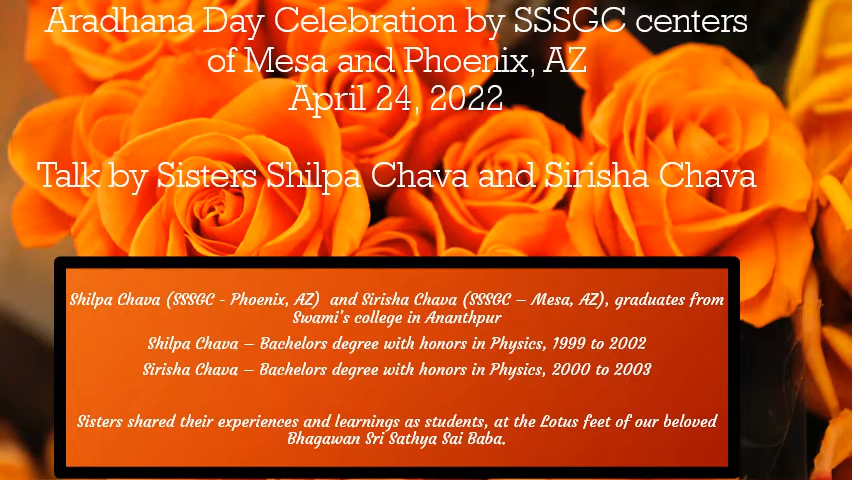 Aradhana Day Celebration by SSSGC centers
of Mesa and Phoenix, AZ
April 24, 2022
Talk by Sisters Shilpa Chava and Sirisha Chava
Shilpa Chava (SSSGC - Phoenix, AZ) and Sirisha Chava (SSSGC – Mesa, AZ), graduates from
Swami's college in Ananthpur
Shilpa Chava – Bachelors degree with honors in Physics, 1999 to 2002
Sirisha Chava – Bachelors degree with honors in Physics, 2000 to 2003
Sisters shared their experiences and learnings as students, at the Lotus feet of our beloved
Bhagawan Sri Sathya Sai Baba.